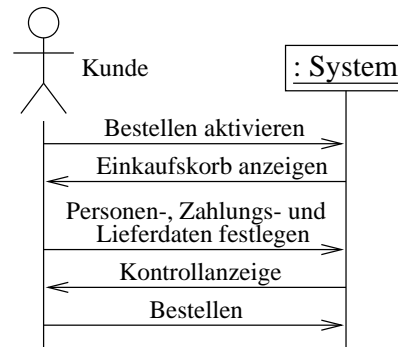 Kunde
: System
Bestellen aktivieren
Einkaufskorb anzeigen
Personen-, Zahlungs- und
Lieferdaten festlegen
Kontrollanzeige
Bestellen